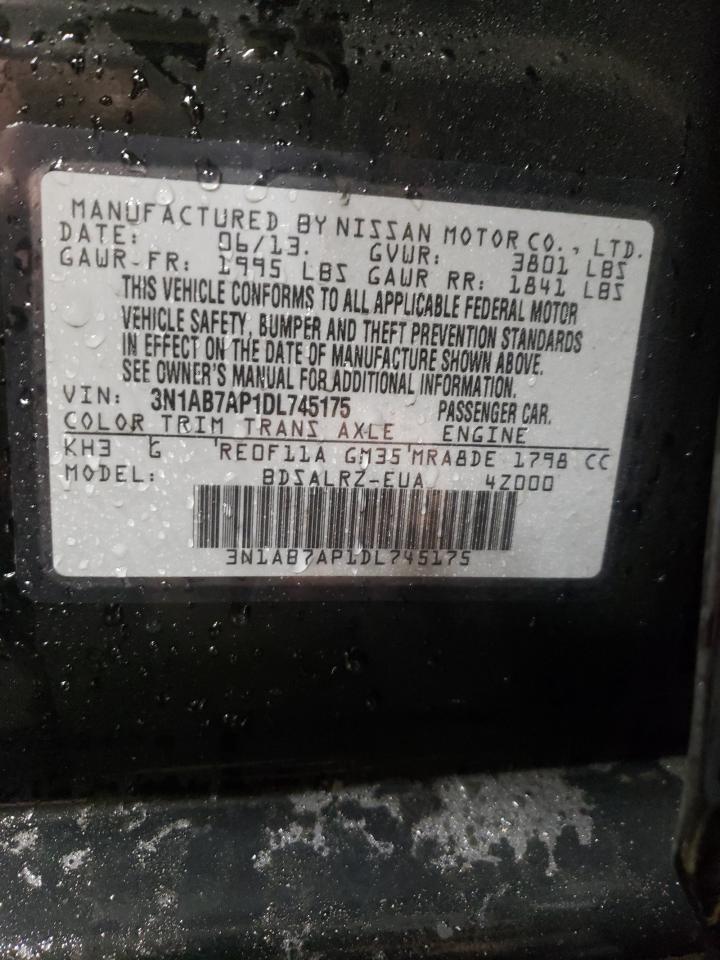 MANUFACTURED BY NISSAN MOTOR CO., LTD.
DATE: 06/13. GVWR: 3801 LBS
GAWR FR: 1995 LBS GAWR RR: 1841 LBS
THIS VEHICLE CONFORMS TO ALL APPLICABLE FEDERAL MOTOR
VEHICLE SAFETY, BUMPER AND THEFT PREVENTION STANDARDS
IN EFFECT ON THE DATE OF MANUFACTURE SHOWN ABOVE.
SEE OWNER'S MANUAL FOR ADDITIONAL INFORMATION.
VIN: 3N1AB7AP1DL745175 PASSENGER CAR.
COLOR TRIM TRANS AXLE ENGINE
KH3 G RE0F11A GM35 MRA8DE 1798 CC
MODEL: BDSALRZ-EUA 4Z000
3N1AB7AP1DL745175